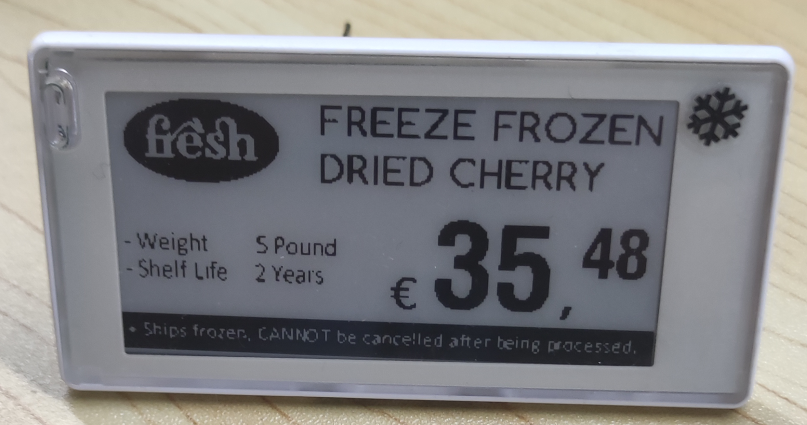 fresh
FREEZE FROZEN
DRIED CHERRY
- Weight 5 Pound
- Shelf Life 2 Years
€ 35,48
• Ships frozen, CANNOT be cancelled after being processed.